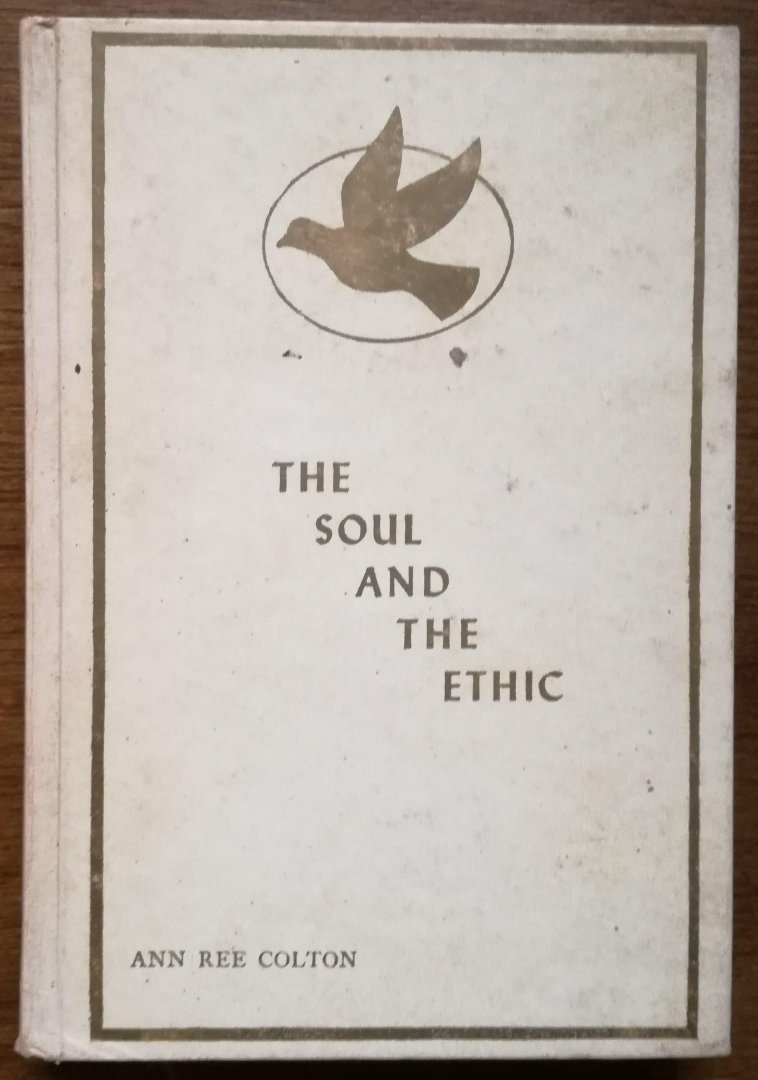 THE
SOUL
AND
THE
ETHIC
ANN REE COLTON